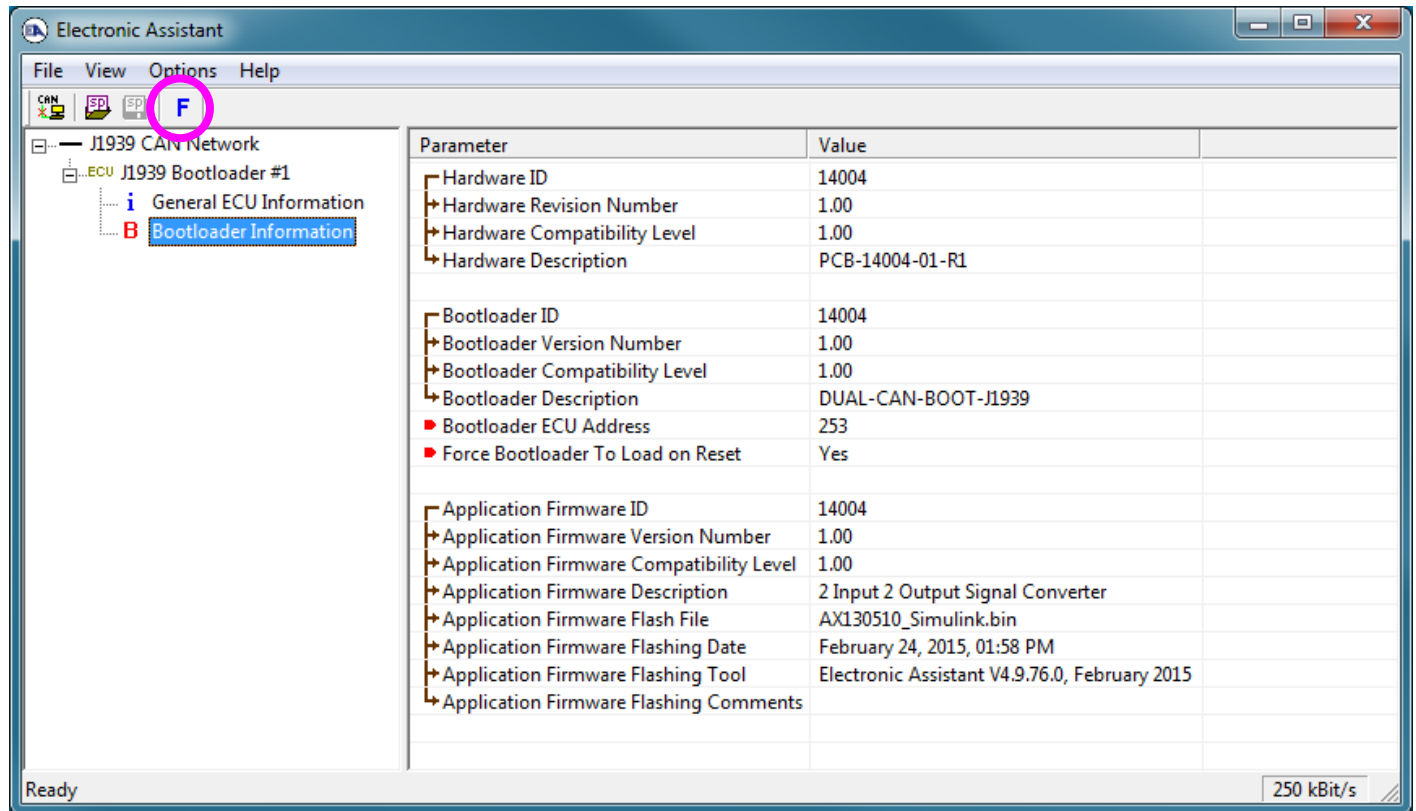 Electronic Assistant
File View Options Help
CAN SP SP F
J1939 CAN Network
ECU J1939 Bootloader #1
i General ECU Information
B Bootloader Information
Parameter Value
Hardware ID 14004
Hardware Revision Number 1.00
Hardware Compatibility Level 1.00
Hardware Description PCB-14004-01-R1
Bootloader ID 14004
Bootloader Version Number 1.00
Bootloader Compatibility Level 1.00
Bootloader Description DUAL-CAN-BOOT-J1939
Bootloader ECU Address 253
Force Bootloader To Load on Reset Yes
Application Firmware ID 14004
Application Firmware Version Number 1.00
Application Firmware Compatibility Level 1.00
Application Firmware Description 2 Input 2 Output Signal Converter
Application Firmware Flash File AX130510_Simulink.bin
Application Firmware Flashing Date February 24, 2015, 01:58 PM
Application Firmware Flashing Tool Electronic Assistant V4.9.76.0, February 2015
Application Firmware Flashing Comments
Ready 250 kBit/s